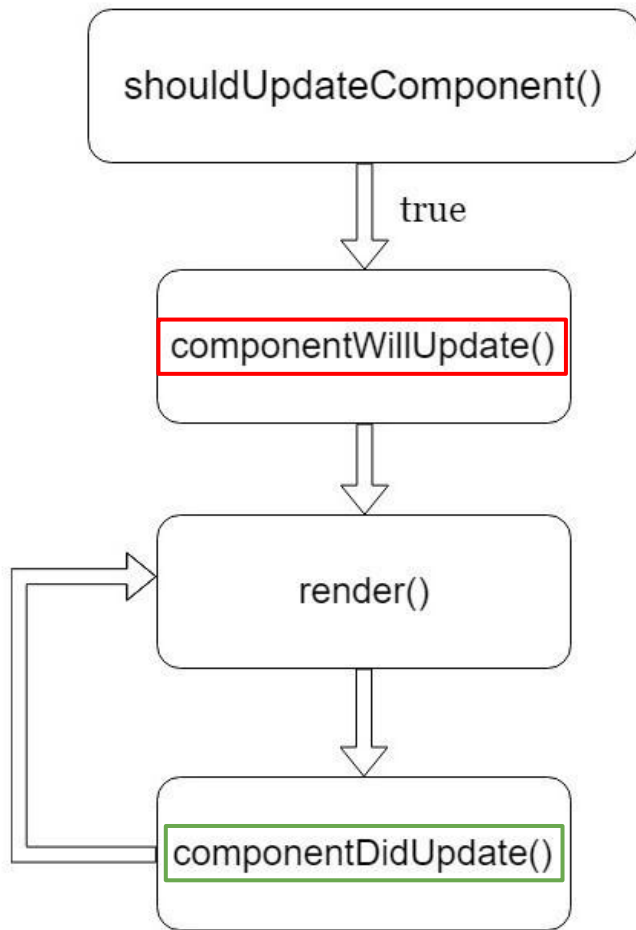 shouldUpdateComponent()
true
componentWillUpdate()
render()
componentDidUpdate()